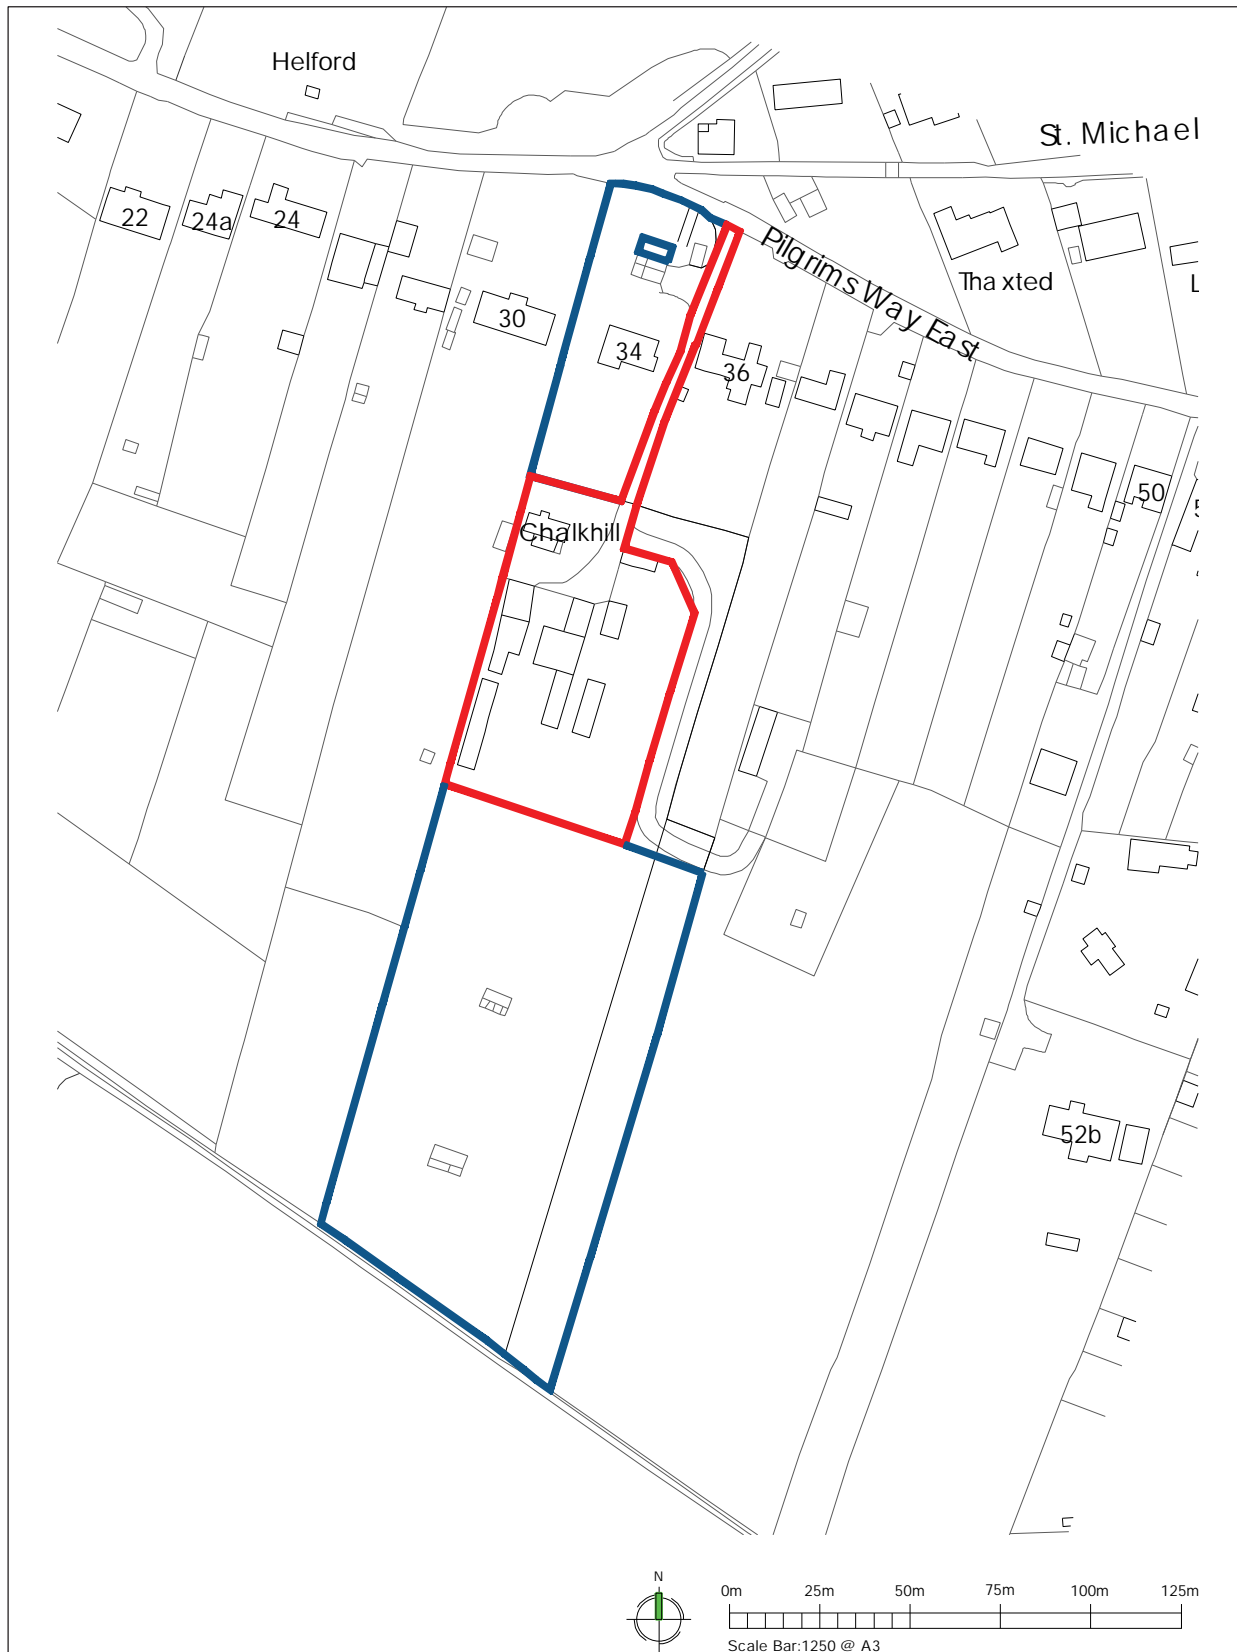 Helford
St. Michael
22
24a
24
Pilgrims Way East
Thaxted
L
30
34
36
50
5
Chalkhill
52b
N
0m 25m 50m 75m 100m 125m
Scale Bar:1250 @ A3